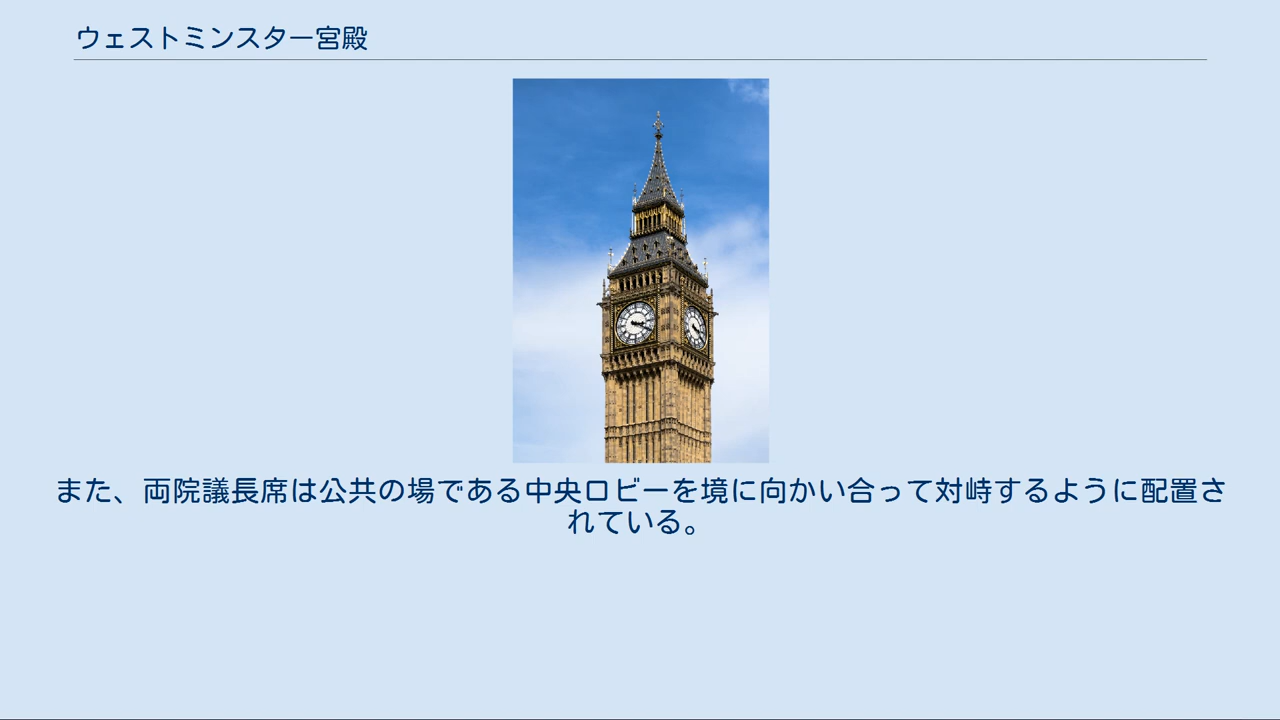 ウェストミンスター宮殿
また、両院議長席は公共の場である中央ロビーを境に向かい合って対峙するように配置さ
れている。